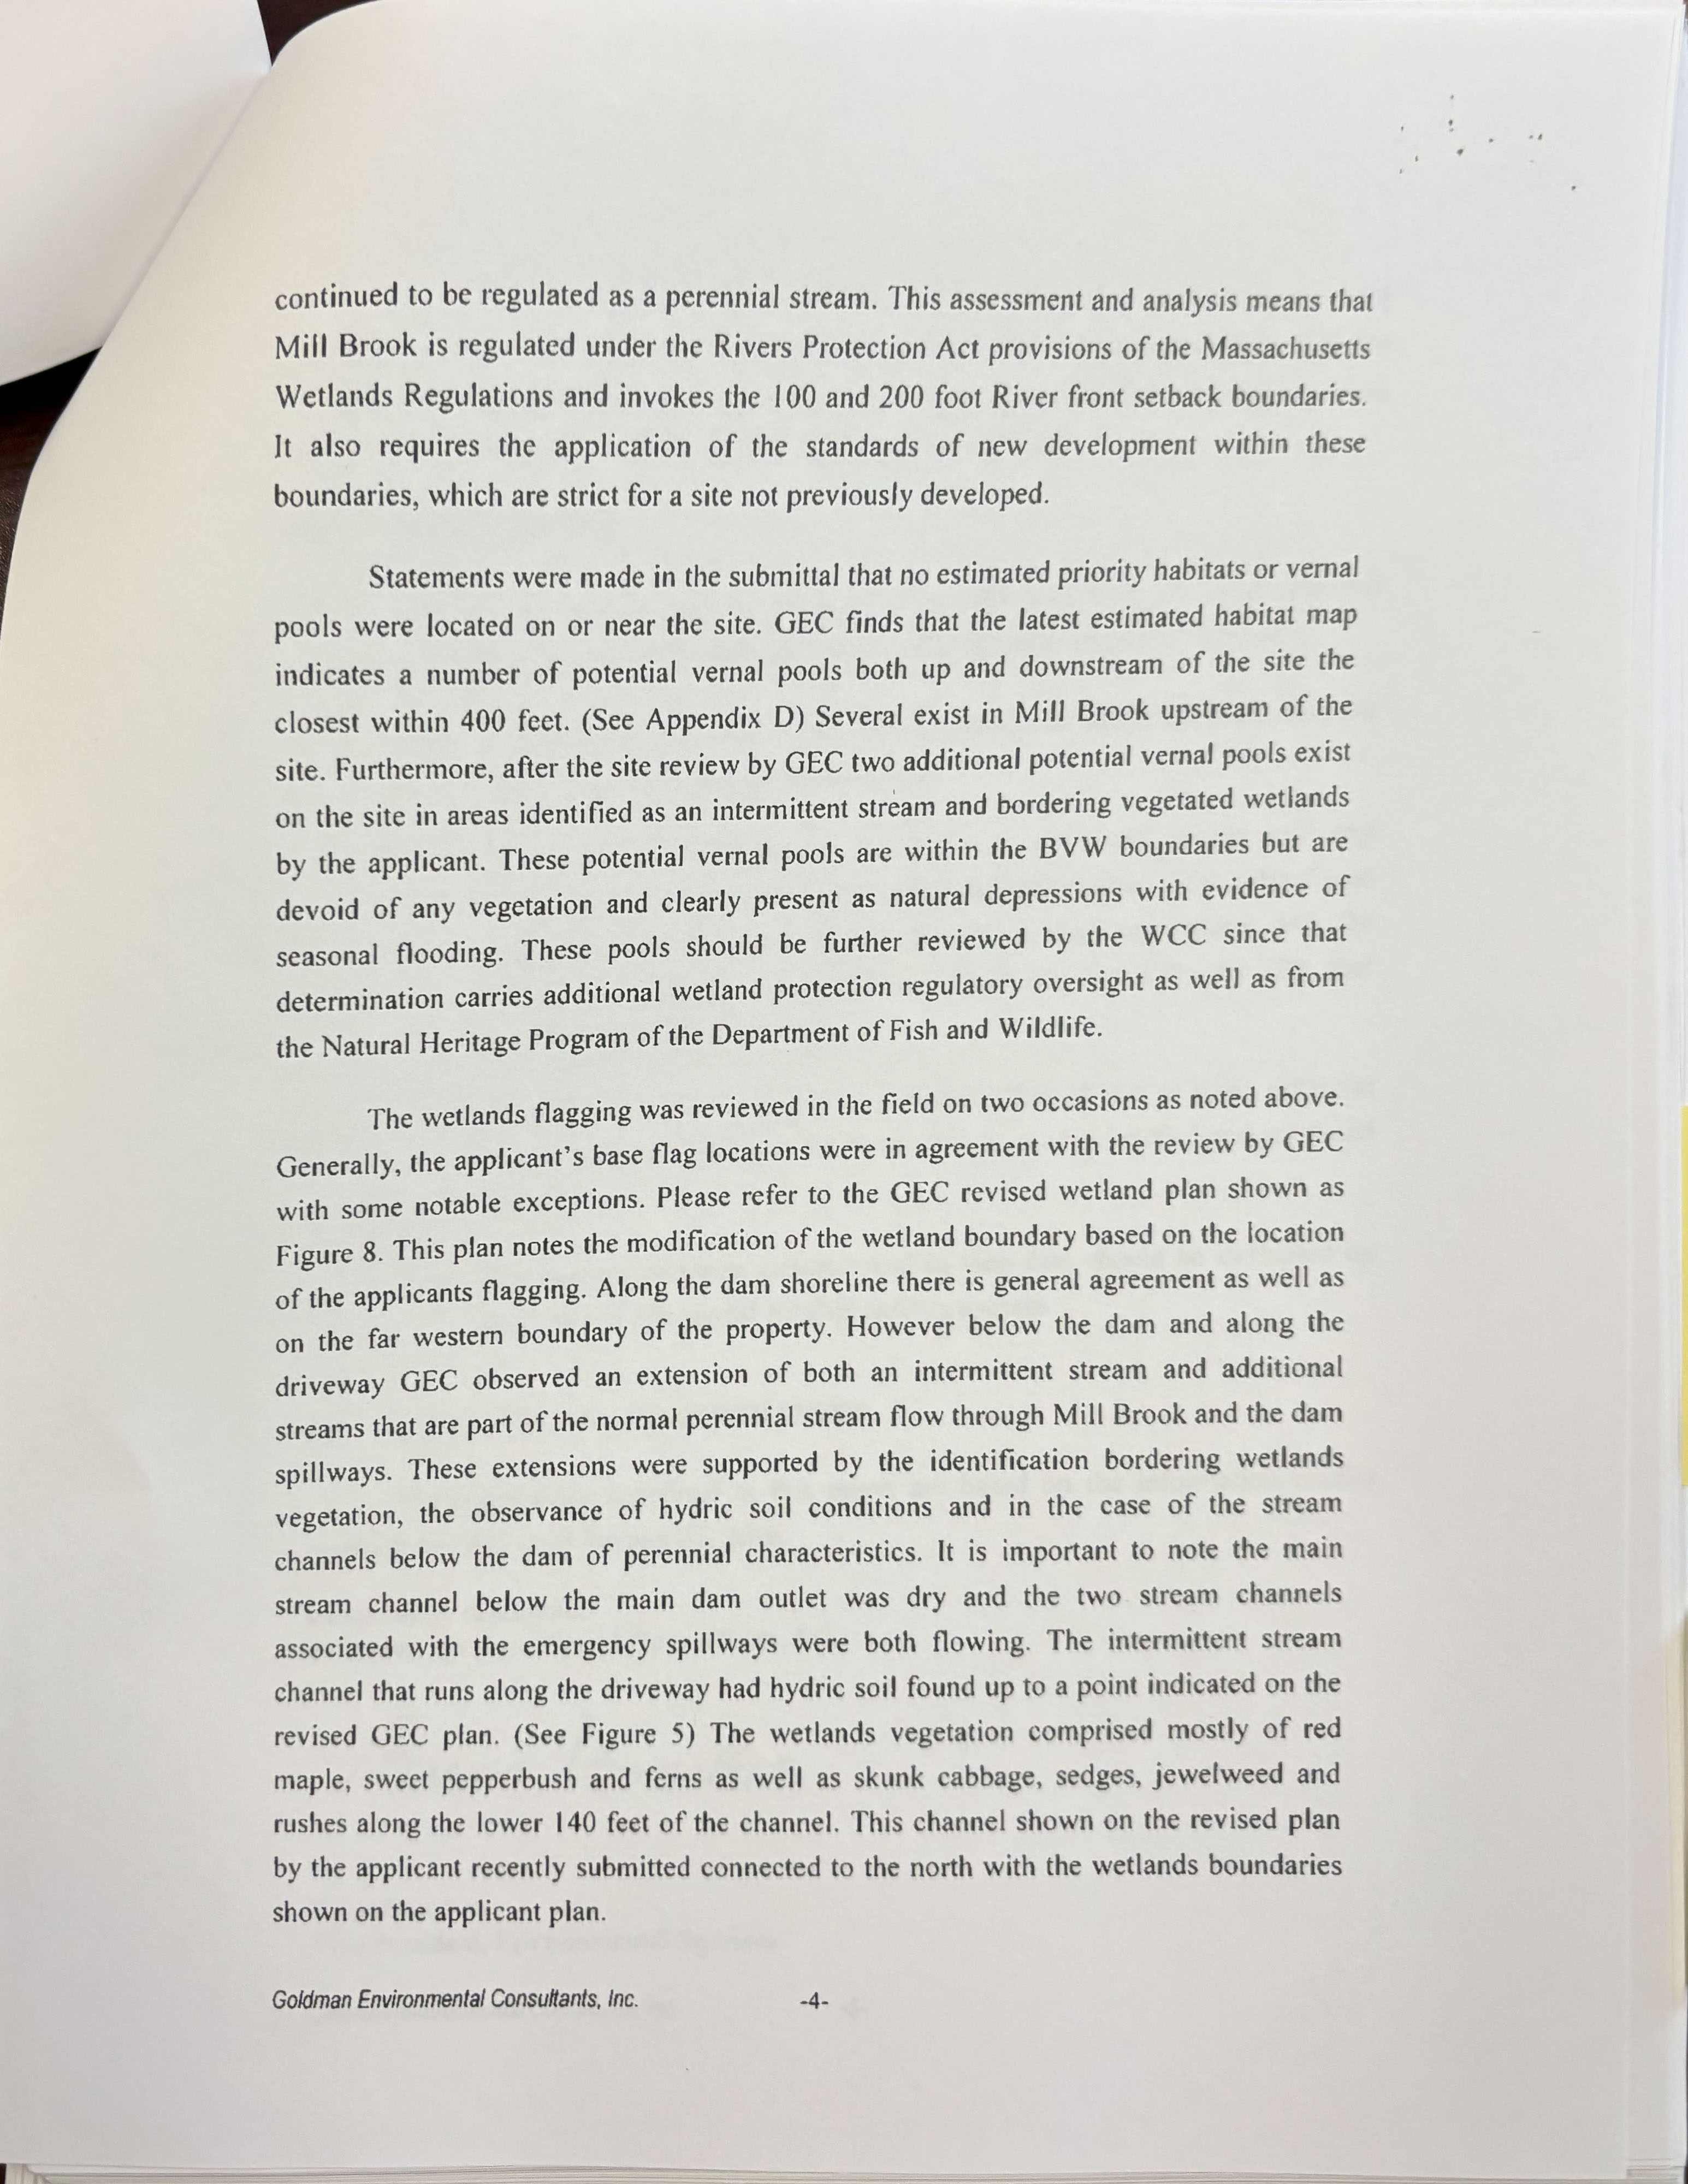 continued to be regulated as a perennial stream. This assessment and analysis means that
Mill Brook is regulated under the Rivers Protection Act provisions of the Massachusetts
Wetlands Regulations and invokes the 100 and 200 foot River front setback boundaries.
It also requires the application of the standards of new development within these
boundaries, which are strict for a site not previously developed.
Statements were made in the submittal that no estimated priority habitats or vernal
pools were located on or near the site. GEC finds that the latest estimated habitat map
indicates a number of potential vernal pools both up and downstream of the site the
closest within 400 feet. (See Appendix D) Several exist in Mill Brook upstream of the
site. Furthermore, after the site review by GEC two additional potential vernal pools exist
on the site in areas identified as an intermittent stream and bordering vegetated wetlands
by the applicant. These potential vernal pools are within the BVW boundaries but are
devoid of any vegetation and clearly present as natural depressions with evidence of
seasonal flooding. These pools should be further reviewed by the WCC since that
determination carries additional wetland protection regulatory oversight as well as from
the Natural Heritage Program of the Department of Fish and Wildlife.
The wetlands flagging was reviewed in the field on two occasions as noted above.
Generally, the applicant's base flag locations were in agreement with the review by GEC
with some notable exceptions. Please refer to the GEC revised wetland plan shown as
Figure 8. This plan notes the modification of the wetland boundary based on the location
of the applicants flagging. Along the dam shoreline there is general agreement as well as
on the far western boundary of the property. However below the dam and along the
driveway GEC observed an extension of both an intermittent stream and additional
streams that are part of the normal perennial stream flow through Mill Brook and the dam
spillways. These extensions were supported by the identification bordering wetlands
vegetation, the observance of hydric soil conditions and in the case of the stream
channels below the dam of perennial characteristics. It is important to note the main
stream channel below the main dam outlet was dry and the two stream channels
associated with the emergency spillways were both flowing. The intermittent stream
channel that runs along the driveway had hydric soil found up to a point indicated on the
revised GEC plan. (See Figure 5) The wetlands vegetation comprised mostly of red
maple, sweet pepperbush and ferns as well as skunk cabbage, sedges, jewelweed and
rushes along the lower 140 feet of the channel. This channel shown on the revised plan
by the applicant recently submitted connected to the north with the wetlands boundaries
shown on the applicant plan.
Goldman Environmental Consultants, Inc. -4-